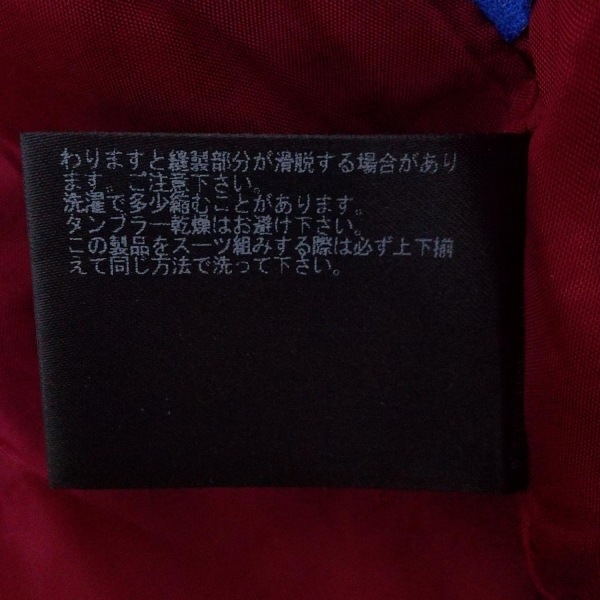 わりますと縫製部分が滑脱する場合があり
ます。ご注意下さい。
洗濯で多少縮むことがあります。
タンブラー乾燥はお避け下さい。
この製品をスーツ組みする際は必ず上下揃
えて同じ方法で洗って下さい。